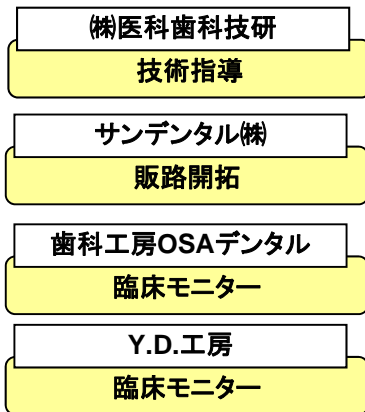 ㈱医科歯科技研
技術指導
サンデンタル㈱
販路開拓
歯科工房OSAデンタル
臨床モニター
Y.D.工房
臨床モニター